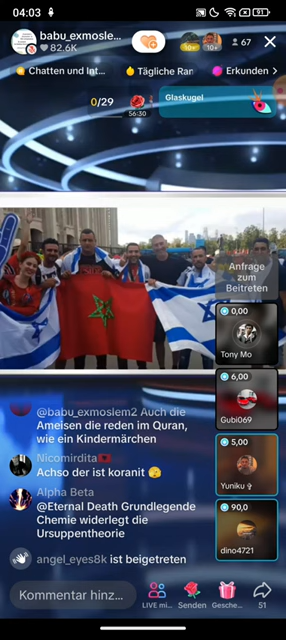 04:03
91
babu_exmosle...
82.6K
10+
10+
67
Chatten und Int...
Tägliche Ran
Erkunden
0/29
56:30
Glaskugel
Anfrage
zum
Beitreten
0,00
Tony Mo
6,00
Gubi069
5,00
Yuniku
90,0
dino4721
@babu_exmoslem2 Auch die
Ameisen die reden im Quran,
wie ein Kindermärchen
Nicomirdita
Achso der ist koranit
Alpha Beta
@Eternal Death Grundlegende
Chemie widerlegt die
Ursuppentheorie
angel_eyes8k ist beigetreten
Kommentar hinz...
LIVE mi...
Senden
Gesche...
51